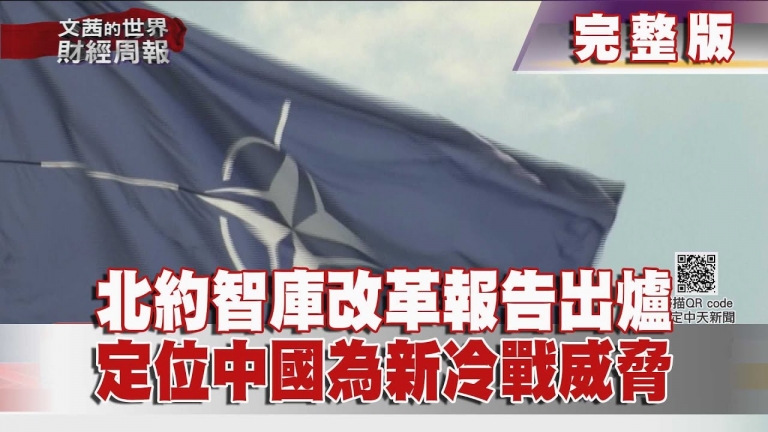 文茜的世界
財經周報
完整版
北約智庫改革報告出爐
定位中國為新冷戰威脅
描QR code
定中天新聞